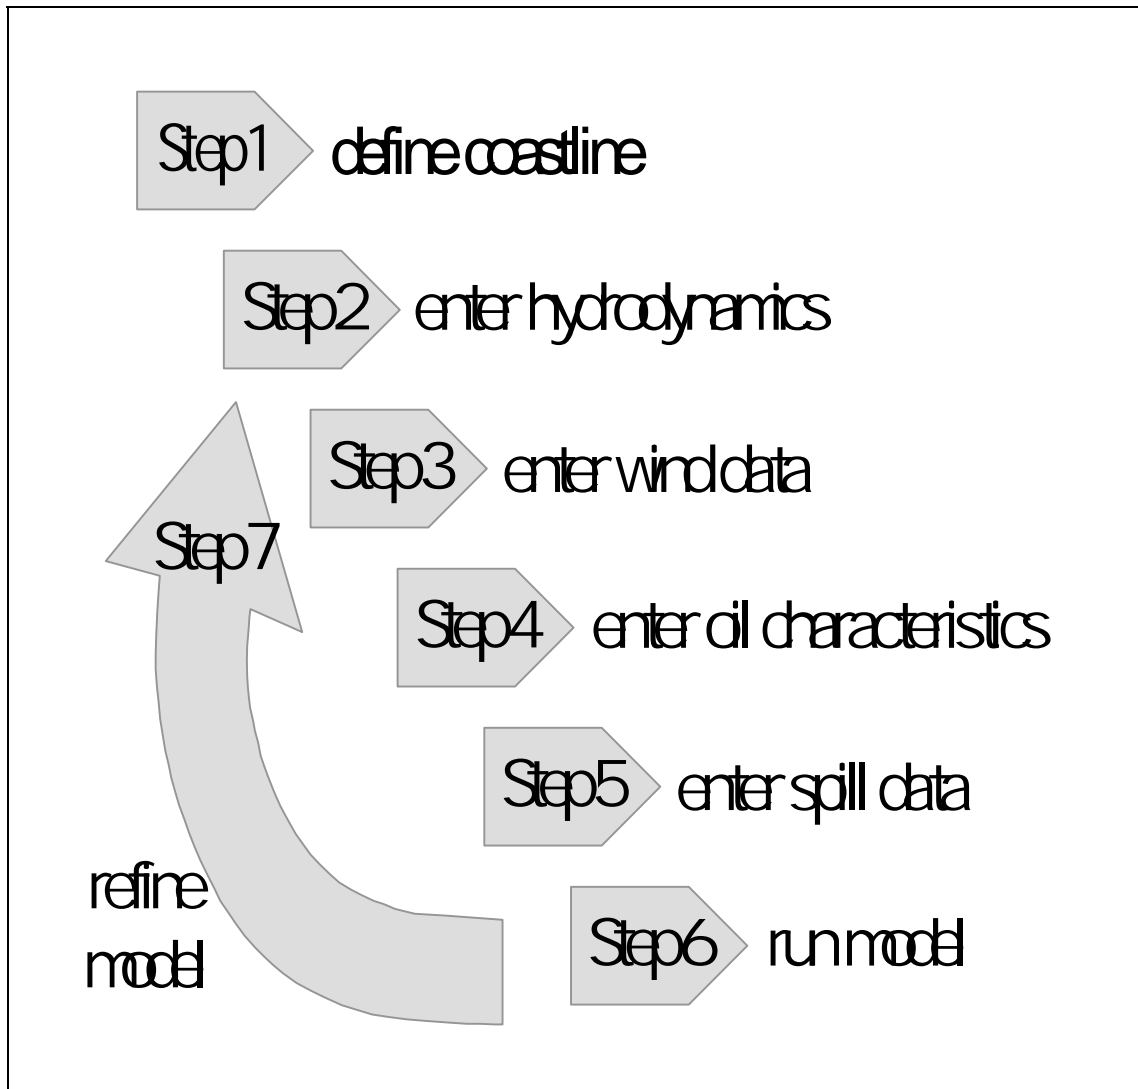 Step1
define coastline
Step2
enter hydrodynamics
Step3
enter wind data
Step7
Step4
enter oil characteristics
Step5
enter spill data
refine
model
Step6
run model